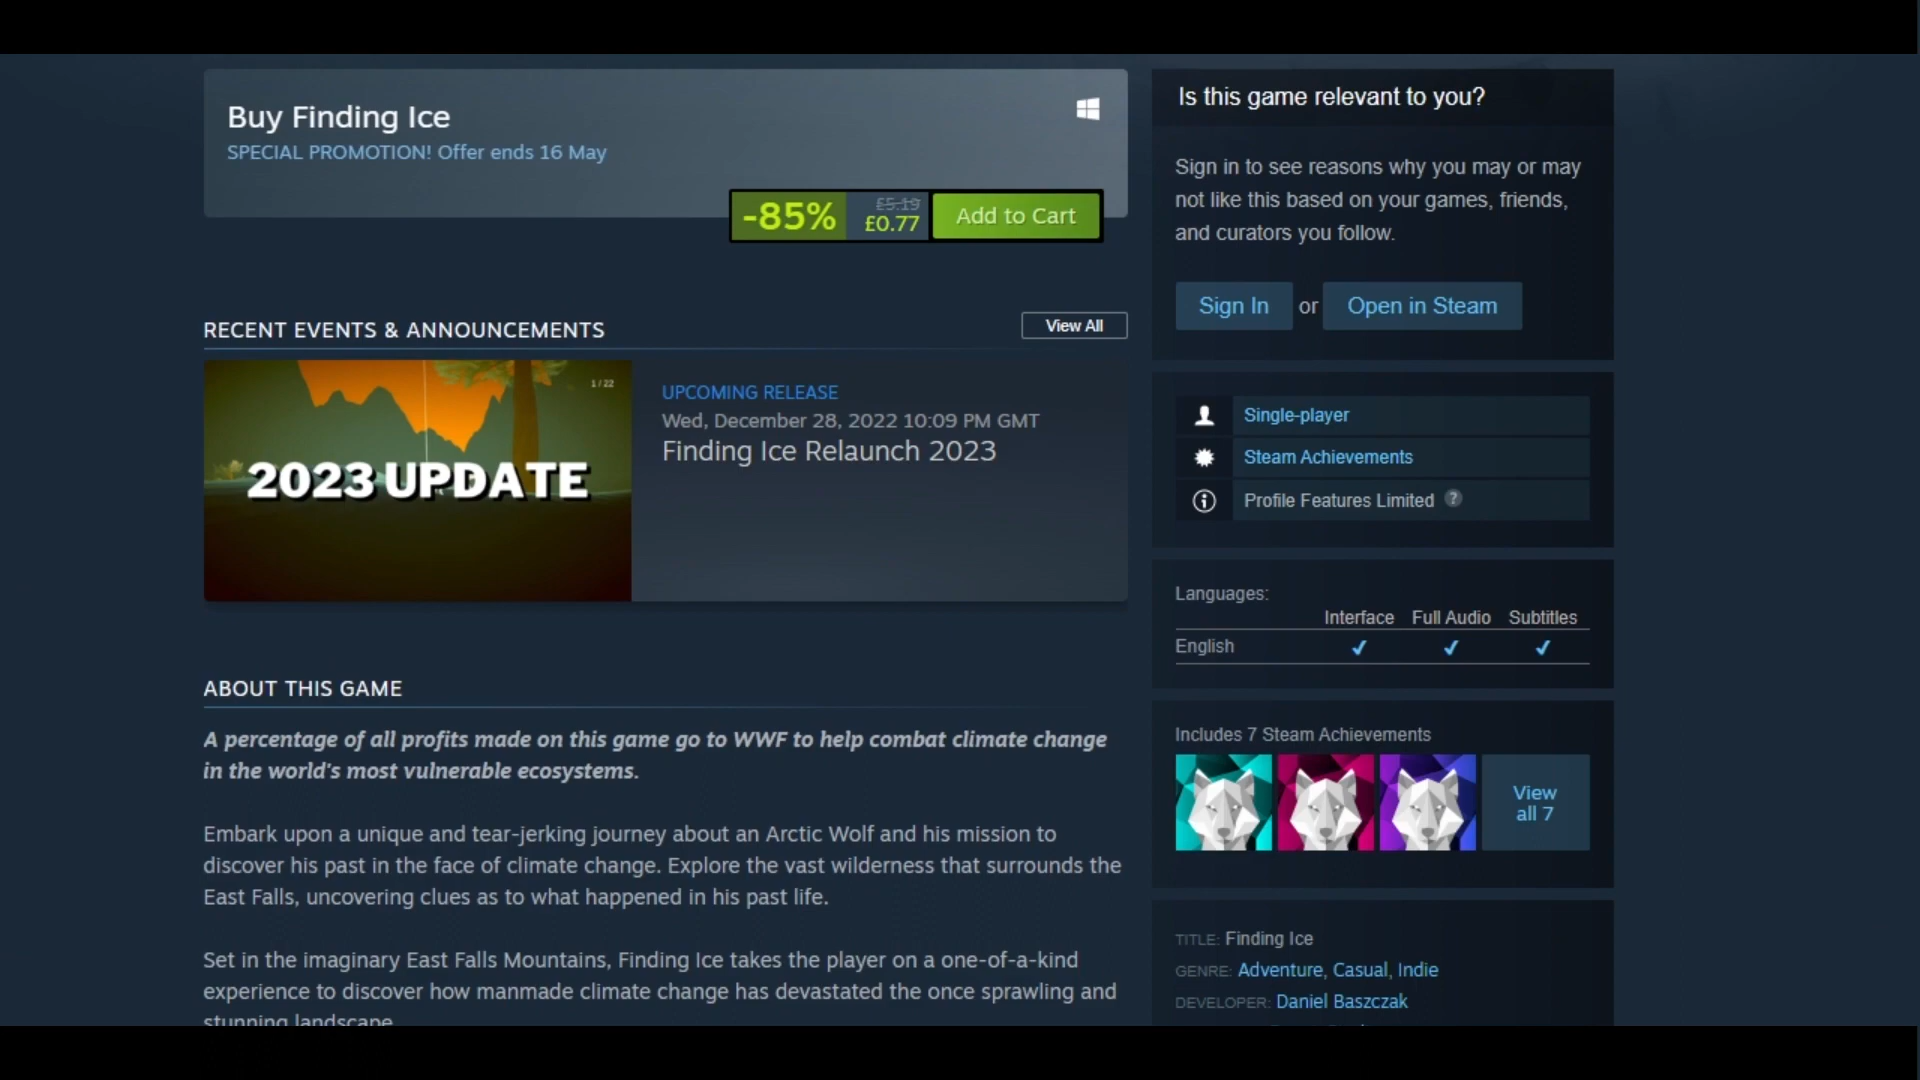 Buy Finding Ice
SPECIAL PROMOTION! Offer ends 16 May
-85%
£5.19
£0.77
Add to Cart
RECENT EVENTS & ANNOUNCEMENTS
View All
1 / 22
2023 UPDATE
UPCOMING RELEASE
Wed, December 28, 2022 10:09 PM GMT
Finding Ice Relaunch 2023
ABOUT THIS GAME
A percentage of all profits made on this game go to WWF to help combat climate change
in the world's most vulnerable ecosystems.
Embark upon a unique and tear-jerking journey about an Arctic Wolf and his mission to
discover his past in the face of climate change. Explore the vast wilderness that surrounds the
East Falls, uncovering clues as to what happened in his past life.
Set in the imaginary East Falls Mountains, Finding Ice takes the player on a one-of-a-kind
experience to discover how manmade climate change has devastated the once sprawling and
stunning landscape.
Is this game relevant to you?
Sign in to see reasons why you may or may
not like this based on your games, friends,
and curators you follow.
Sign In or Open in Steam
Single-player
Steam Achievements
Profile Features Limited ?
Languages:
Interface Full Audio Subtitles
English ✔ ✔ ✔
Includes 7 Steam Achievements
View
all 7
TITLE: Finding Ice
GENRE: Adventure, Casual, Indie
DEVELOPER: Daniel Baszczak